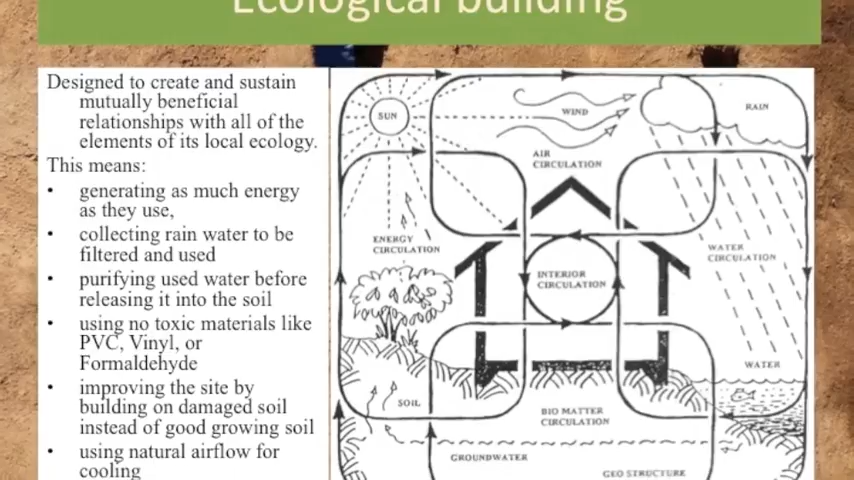 Ecological building
Designed to create and sustain
mutually beneficial
relationships with all of the
elements of its local ecology.
This means:
• generating as much energy
as they use,
• collecting rain water to be
filtered and used
• purifying used water before
releasing it into the soil
• using no toxic materials like
PVC, Vinyl, or
Formaldehyde
• improving the site by
building on damaged soil
instead of good growing soil
• using natural airflow for
cooling
SUN
WIND
RAIN
AIR
CIRCULATION
ENERGY
CIRCULATION
WATER
CIRCULATION
INTERIOR
CIRCULATION
WATER
SOIL
BIO MATTER
CIRCULATION
GROUNDWATER
GEO STRUCTURE